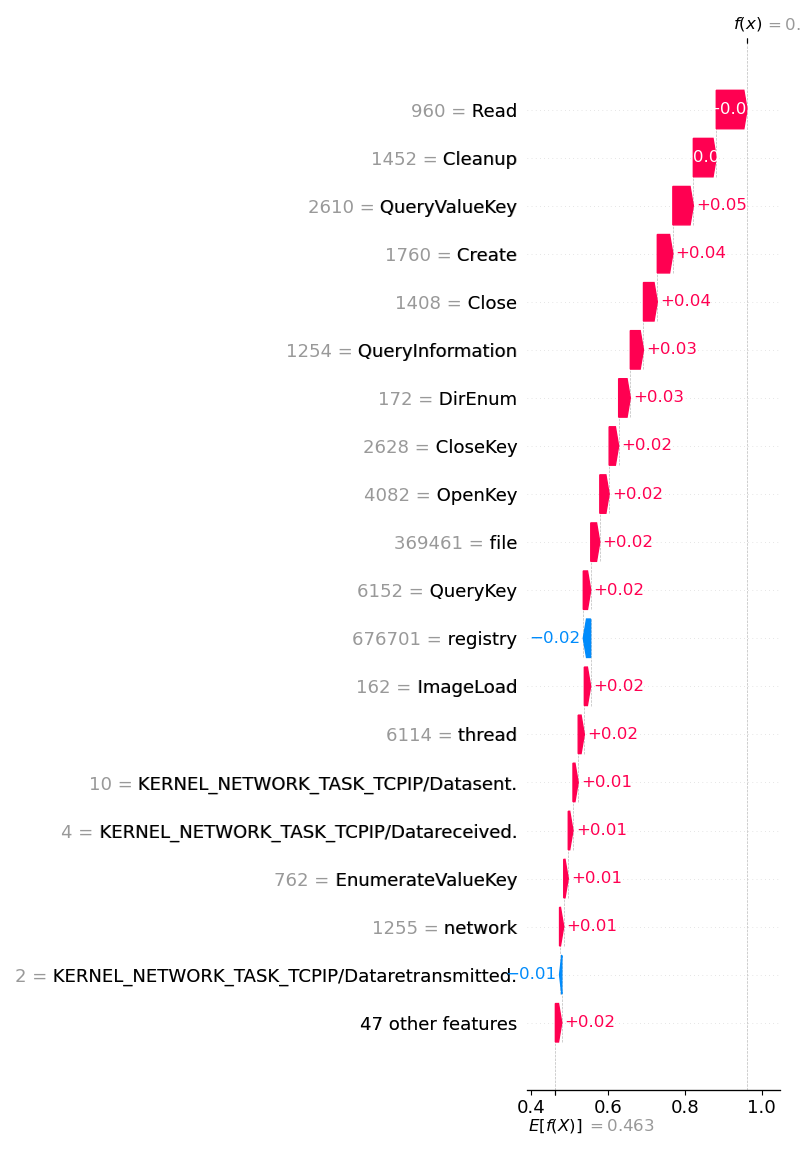 f(x) = 0.
960 = Read
1452 = Cleanup
2610 = QueryValueKey +0.05
1760 = Create +0.04
1408 = Close +0.04
1254 = QueryInformation +0.03
172 = DirEnum +0.03
2628 = CloseKey +0.02
4082 = OpenKey +0.02
369461 = file +0.02
6152 = QueryKey +0.02
676701 = registry −0.02
162 = ImageLoad +0.02
6114 = thread +0.02
10 = KERNEL_NETWORK_TASK_TCPIP/Datasent. +0.01
4 = KERNEL_NETWORK_TASK_TCPIP/Datareceived. +0.01
762 = EnumerateValueKey +0.01
1255 = network +0.01
2 = KERNEL_NETWORK_TASK_TCPIP/Dataretransmitted. −0.01
47 other features +0.02
0.4 0.6 0.8 1.0
E[f(X)] = 0.463